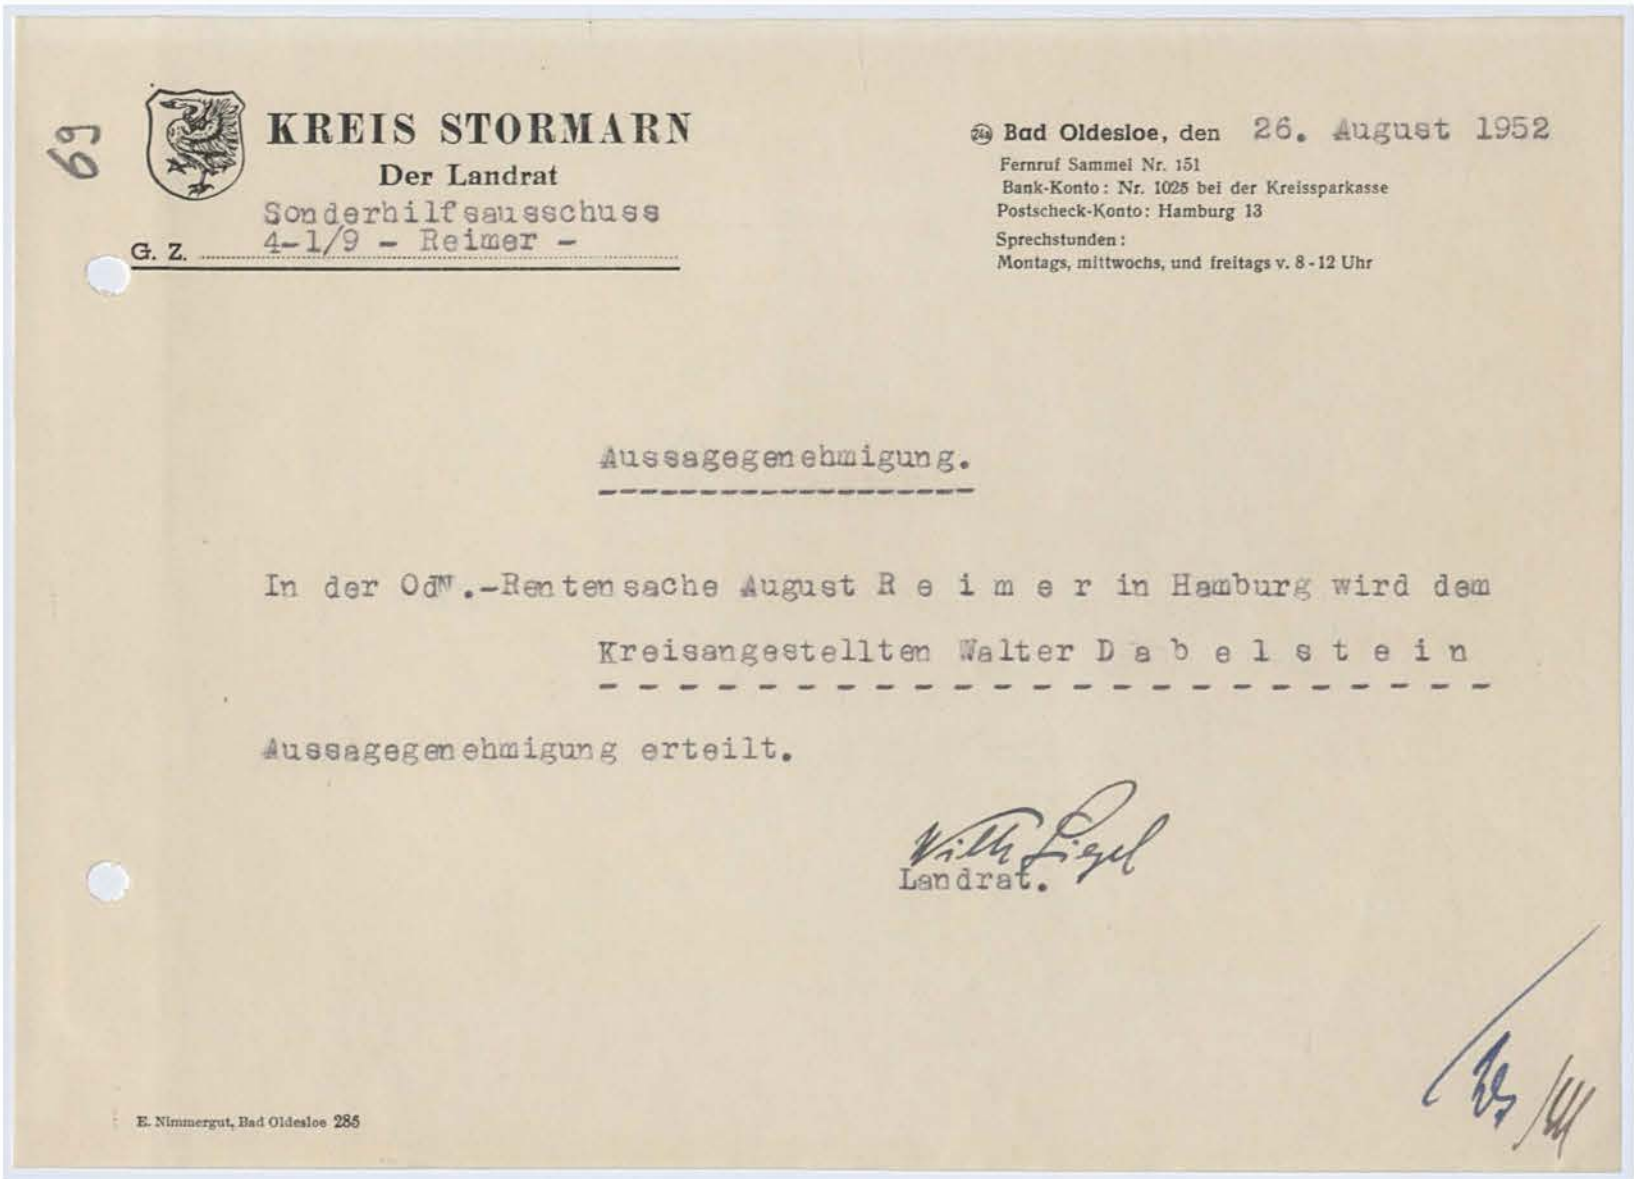 69
KREIS STORMARN
Der Landrat
Sonderhilfsausschuss
G. Z. 4-1/9 - Reimer -
24a Bad Oldesloe, den 26. August 1952
Fernruf Sammel Nr. 151
Bank-Konto: Nr. 1025 bei der Kreissparkasse
Postscheck-Konto: Hamburg 13
Sprechstunden:
Montags, mittwochs, und freitags v. 8-12 Uhr
Aussagegenehmigung.
In der OdN.-Rentensache August R e i m e r in Hamburg wird dem
Kreisangestellten Walter D a b e l s t e i n
Aussagegenehmigung erteilt.
Landrat.
E. Nimmergut, Bad Oldesloe 285